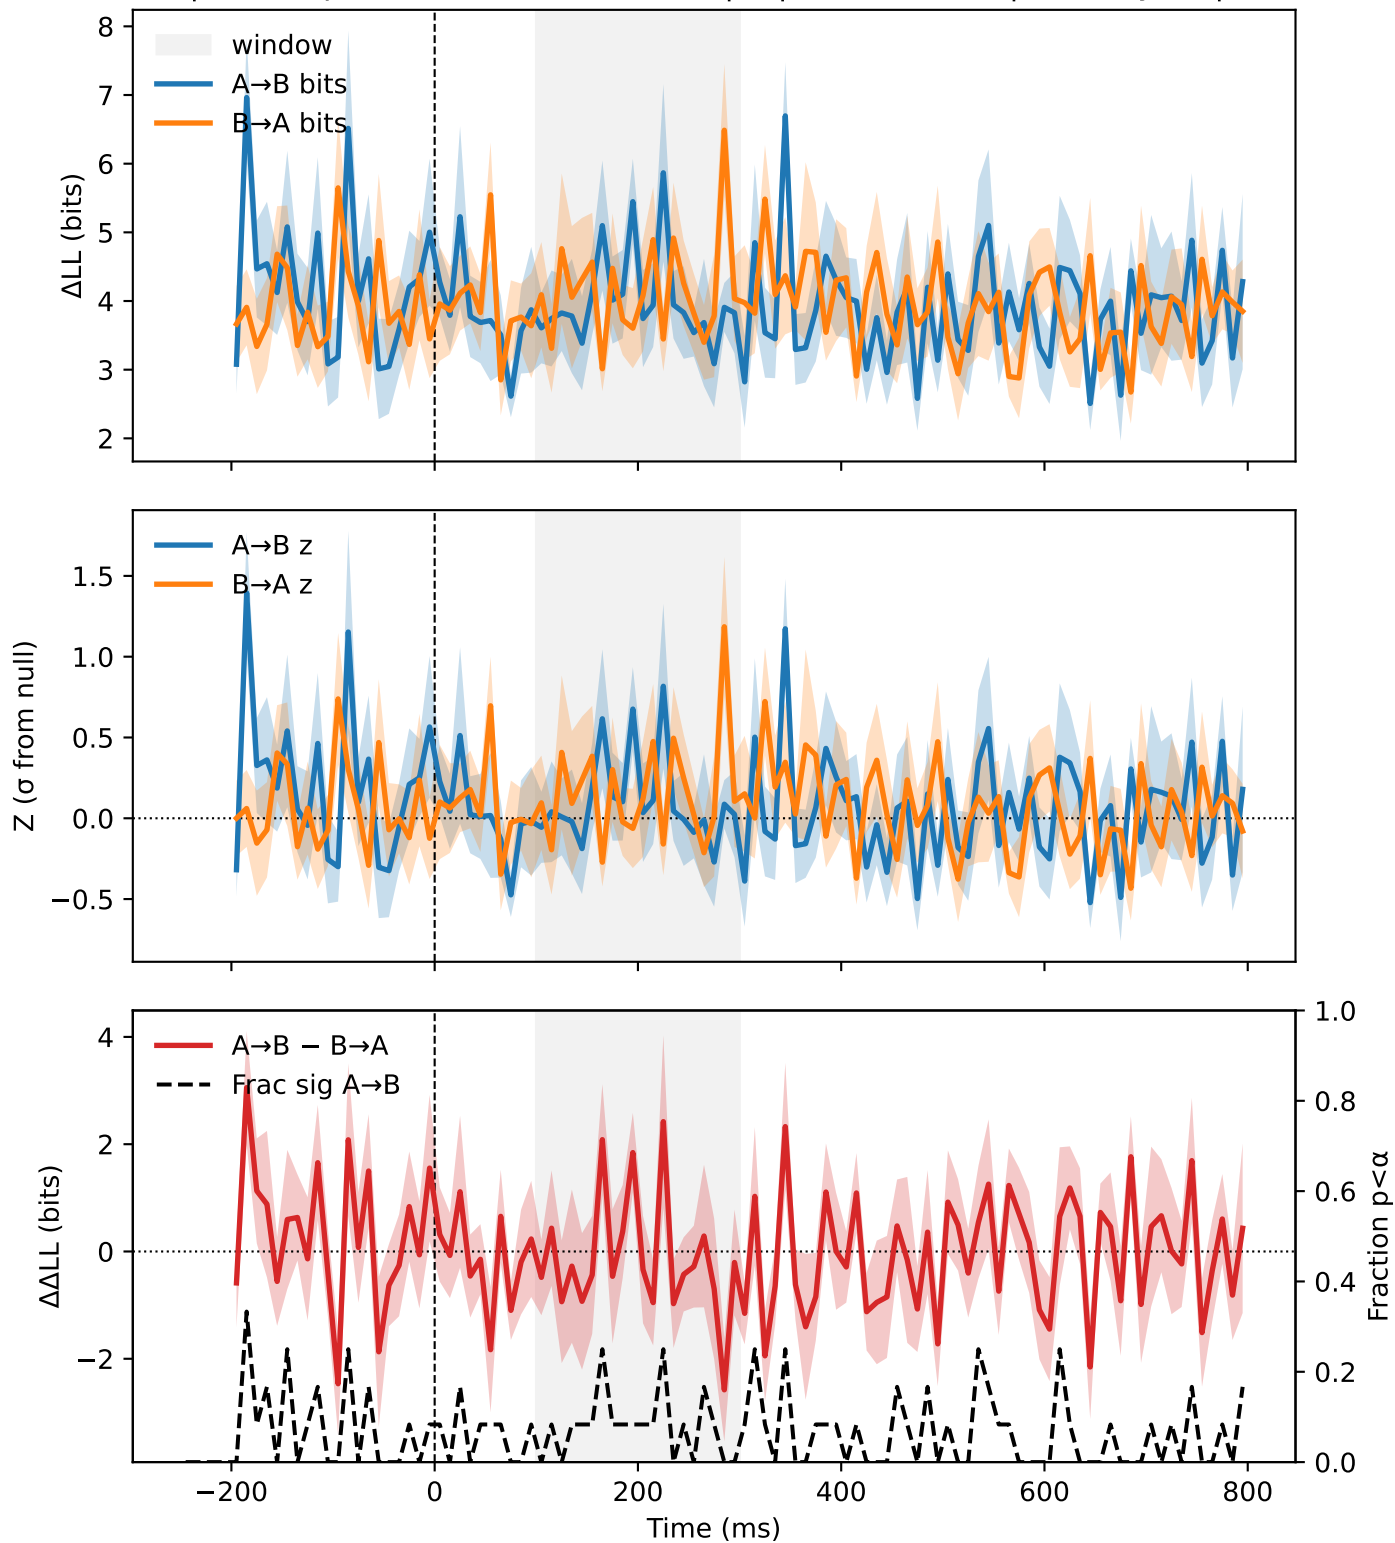 8
7
6
5
4
3
2
ΔLL (bits)
window
A→B bits
B→A bits
1.5
1.0
0.5
0.0
−0.5
Z (σ from null)
A→B z
B→A z
4
2
0
−2
ΔΔLL (bits)
A→B − B→A
Frac sig A→B
1.0
0.8
0.6
0.4
0.2
0.0
Fraction p<α
−200 0 200 400 600 800
Time (ms)